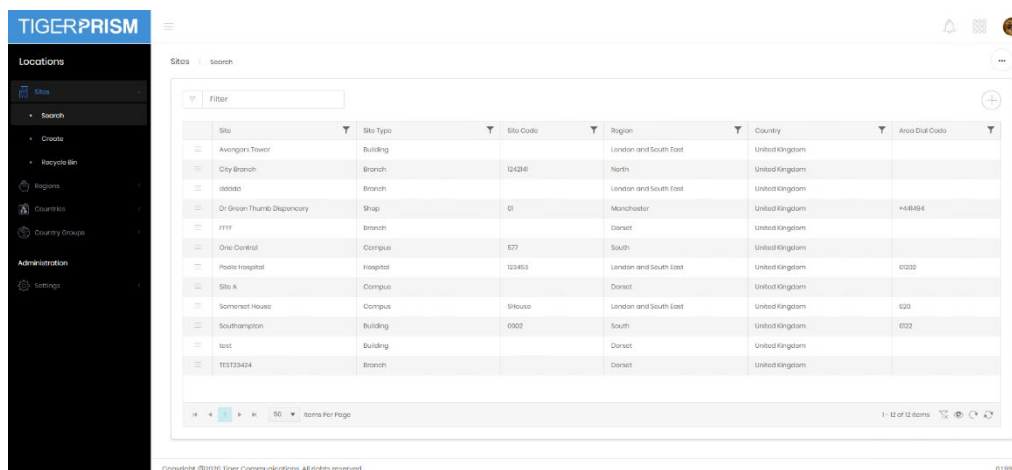 TIGER PRISM
Locations
Sites Search
Sites
Filter
Search
Site Site Type Site Code Region Country Area Dial Code
Create
Avengers Tower Building London and South East United Kingdom
Recycle Bin
City Branch Branch 1242141 North United Kingdom
dddddd Branch London and South East United Kingdom
Regions
Dr Green Thumb Dispencery Shop 01 Manchester United Kingdom +441494
Countries
FFFF Branch Dorset United Kingdom
Country Groups
One Central Campus 577 South United Kingdom
Administration
Poole Hospital Hospital 123453 London and South East United Kingdom 01202
Settings
Site A Campus Dorset United Kingdom
Somerset House Campus SHouse London and South East United Kingdom 020
Southampton Building 0002 South United Kingdom 0122
test Building Dorset United Kingdom
TEST23424 Branch Dorset United Kingdom
1 50 Items Per Page 1 - 12 of 12 items
Copyright @2020 Tiger Communications. All rights reserved.